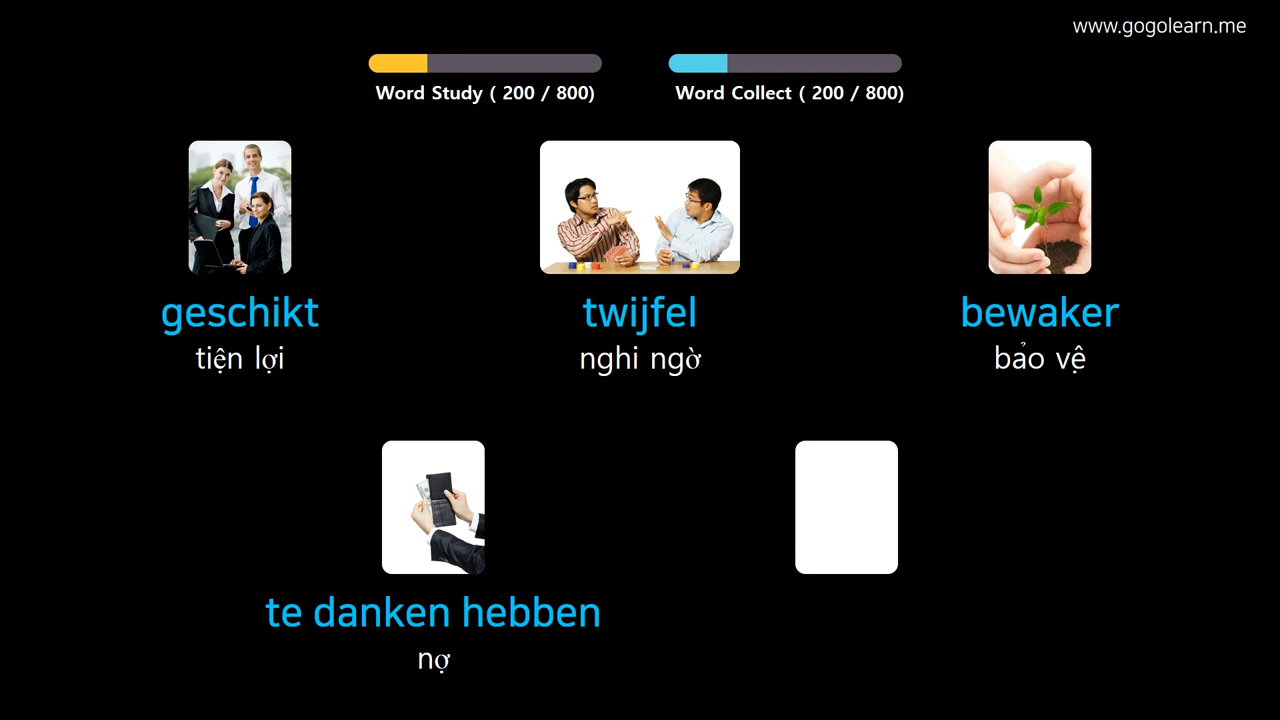 www.gogolearn.me
Word Study ( 200 / 800)
Word Collect ( 200 / 800)
geschikt
tiện lợi
twijfel
nghi ngờ
bewaker
bảo vệ
te danken hebben
nợ